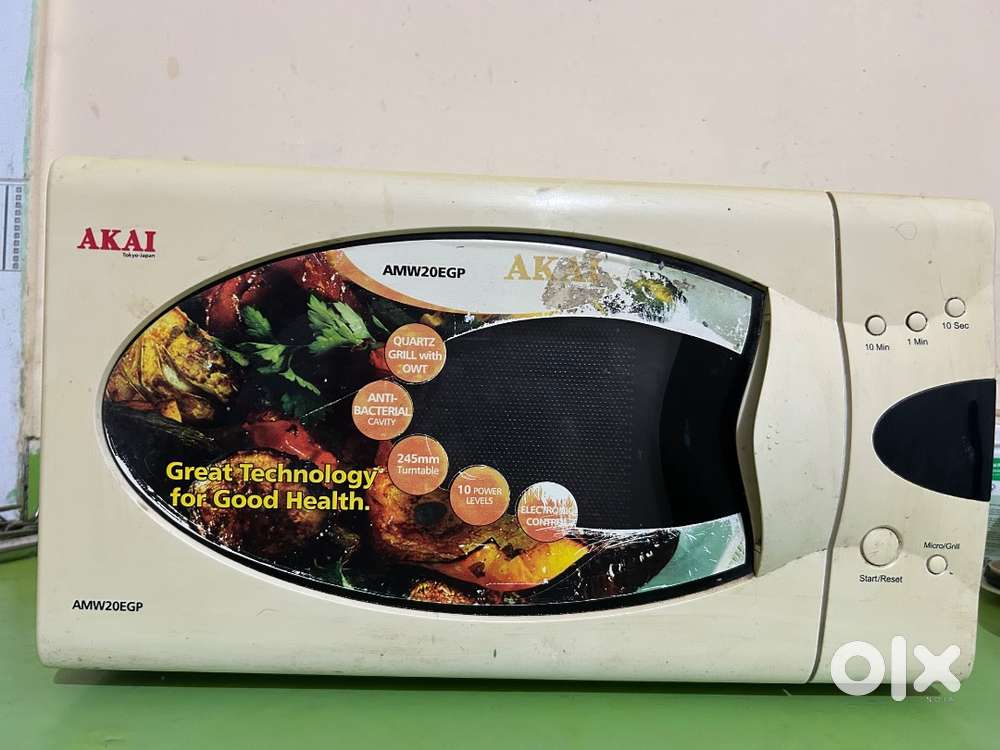 AKAI
Tokyo-Japan
AMW20EGP
AKAI
QUARTZ
GRILL with
OWT
ANTI-
BACTERIAL
CAVITY
245mm
Turntable
10 POWER
LEVELS
ELECTRONIC
CONTROL
Great Technology
for Good Health.
AMW20EGP
10 Min
1 Min
10 Sec
Start/Reset
Micro/Grill
olx